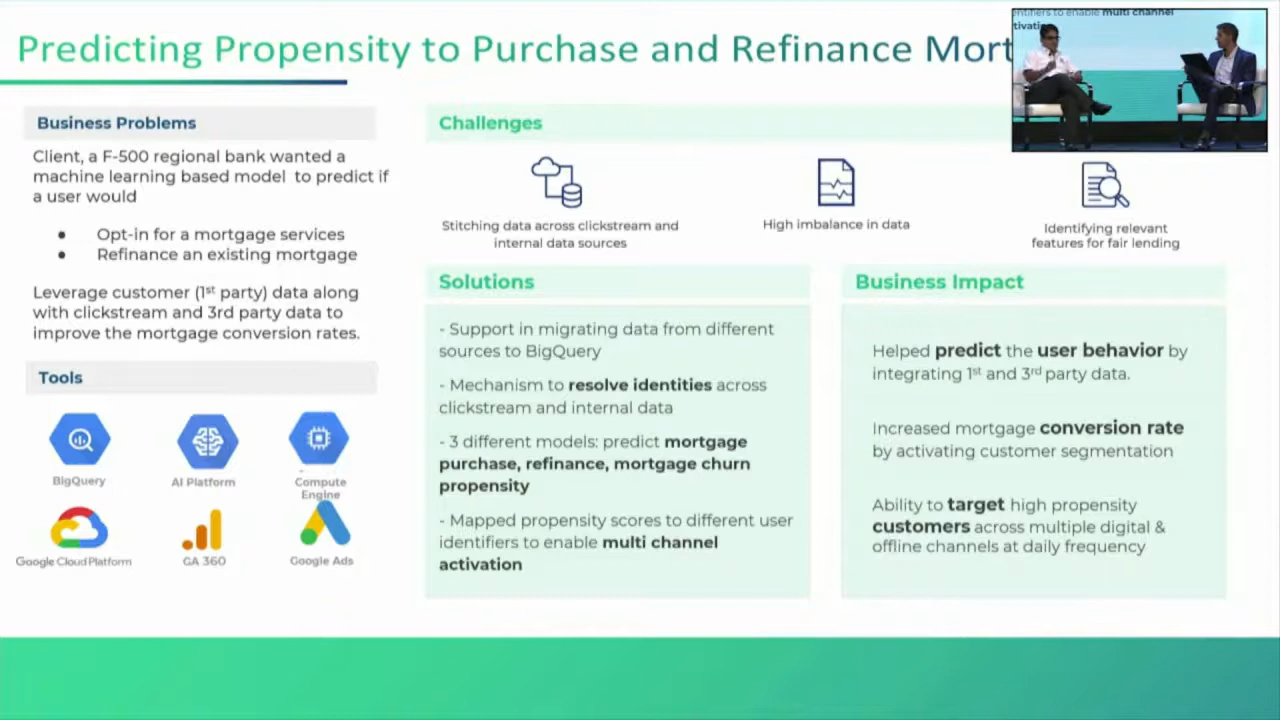 Predicting Propensity to Purchase and Refinance Mort
entifiers to enable multi channel
Business Problems
Client, a F-500 regional bank wanted a
machine learning based model to predict if
a user would
● Opt-in for a mortgage services
● Refinance an existing mortgage
Leverage customer (1st party) data along
with clickstream and 3rd party data to
improve the mortgage conversion rates.
Tools
BigQuery
AI Platform
Compute
Engine
Google Cloud Platform
GA 360
Google Ads
Challenges
Stitching data across clickstream and
internal data sources
High imbalance in data
Identifying relevant
features for fair lending
Solutions
- Support in migrating data from different
sources to BigQuery
- Mechanism to resolve identities across
clickstream and internal data
- 3 different models: predict mortgage
purchase, refinance, mortgage churn
propensity
- Mapped propensity scores to different user
identifiers to enable multi channel
activation
Business Impact
Helped predict the user behavior by
integrating 1st and 3rd party data.
Increased mortgage conversion rate
by activating customer segmentation
Ability to target high propensity
customers across multiple digital &
offline channels at daily frequency